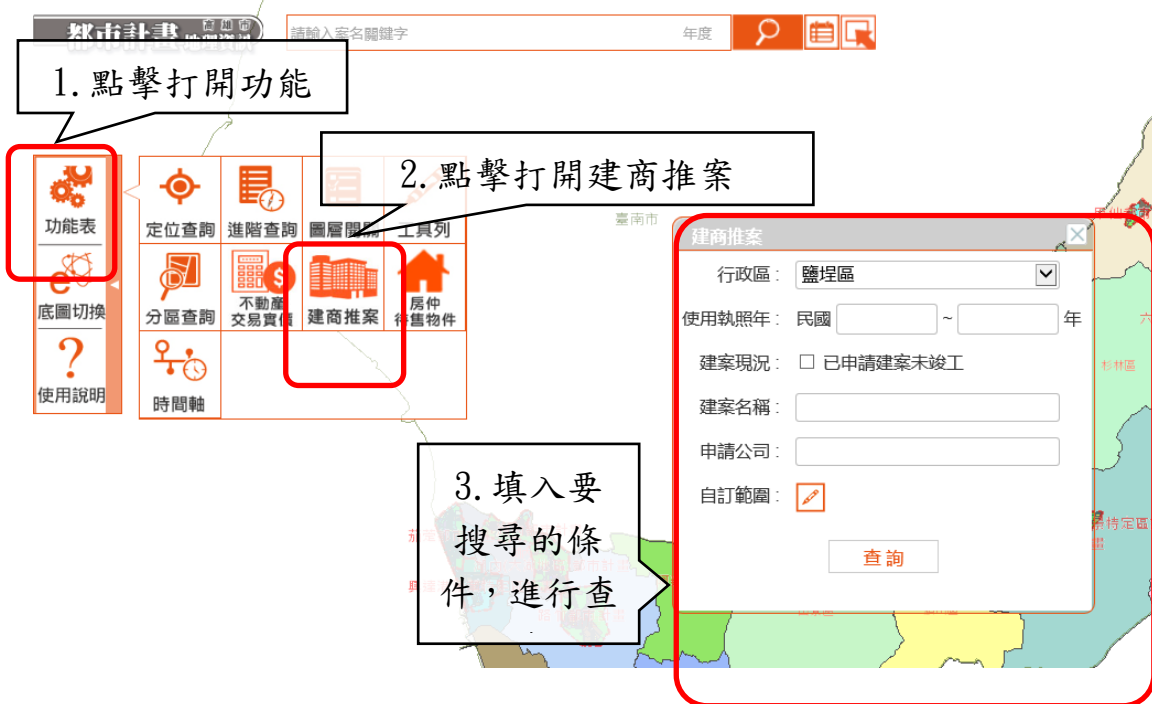 都市計畫 高雄市
請輸入案名關鍵字 年度
1.點擊打開功能
2.點擊打開建商推案
功能表
底圖切換
使用說明
定位查詢 進階查詢 圖層開關 工具列
分區查詢 不動產 建商推案 房仲
交易實價 待售物件
時間軸
臺南市
建商推案
行政區： 鹽埕區
使用執照年： 民國 ~ 年
建案現況： 已申請建案未竣工
建案名稱：
申請公司：
自訂範圍：
查詢
3.填入要
搜尋的條
件，進行查
杉林區
六